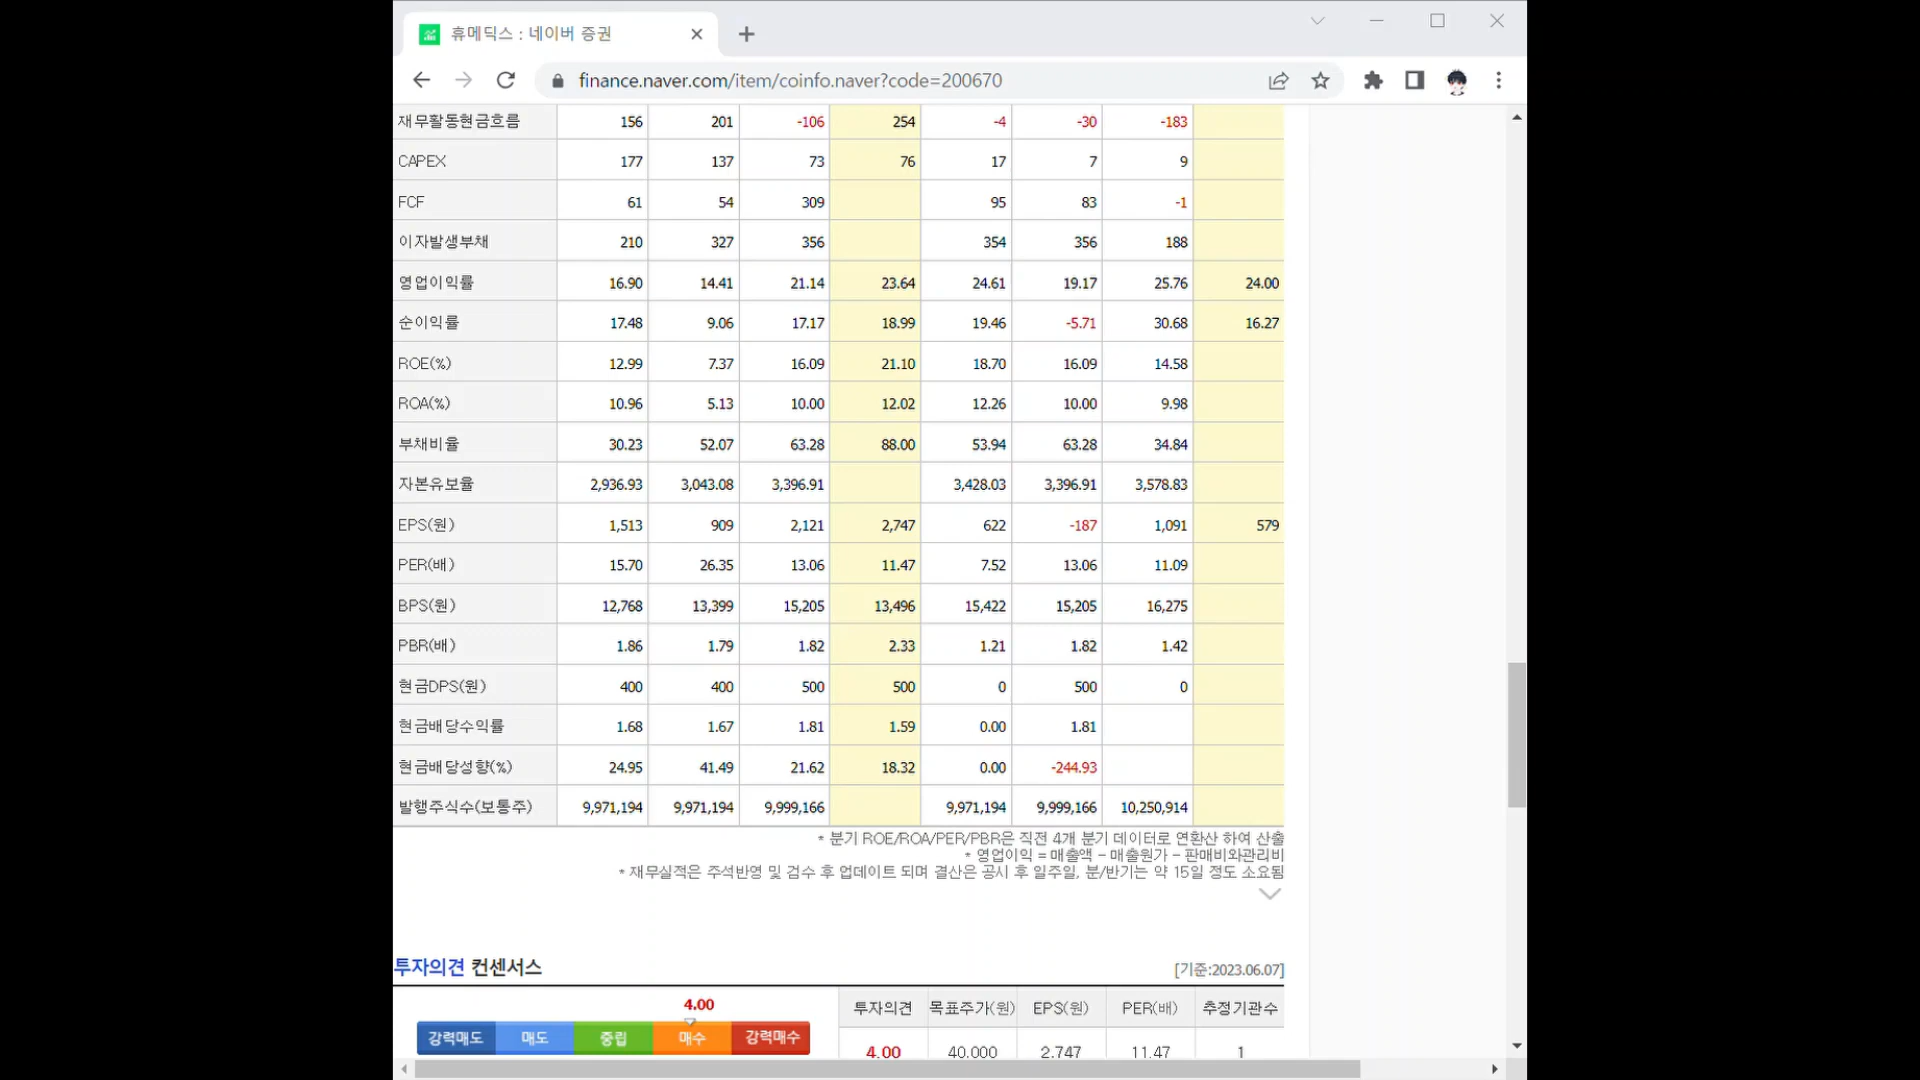 휴메딕스 : 네이버 증권
finance.naver.com/item/coinfo.naver?code=200670
재무활동현금흐름 156 201 -106 254 -4 -30 -183
CAPEX 177 137 73 76 17 7 9
FCF 61 54 309 95 83 -1
이자발생부채 210 327 356 354 356 188
영업이익률 16.90 14.41 21.14 23.64 24.61 19.17 25.76 24.00
순이익률 17.48 9.06 17.17 18.99 19.46 -5.71 30.68 16.27
ROE(%) 12.99 7.37 16.09 21.10 18.70 16.09 14.58
ROA(%) 10.96 5.13 10.00 12.02 12.26 10.00 9.98
부채비율 30.23 52.07 63.28 88.00 53.94 63.28 34.84
자본유보율 2,936.93 3,043.08 3,396.91 3,428.03 3,396.91 3,578.83
EPS(원) 1,513 909 2,121 2,747 622 -187 1,091 579
PER(배) 15.70 26.35 13.06 11.47 7.52 13.06 11.09
BPS(원) 12,768 13,399 15,205 13,496 15,422 15,205 16,275
PBR(배) 1.86 1.79 1.82 2.33 1.21 1.82 1.42
현금DPS(원) 400 400 500 500 0 500 0
현금배당수익률 1.68 1.67 1.81 1.59 0.00 1.81
현금배당성향(%) 24.95 41.49 21.62 18.32 0.00 -244.93
발행주식수(보통주) 9,971,194 9,971,194 9,999,166 9,971,194 9,999,166 10,250,914
* 분기 ROE/ROA/PER/PBR은 직전 4개 분기 데이터로 연환산 하여 산출
* 영업이익 = 매출액 - 매출원가 - 판매비와관리비
* 재무실적은 주석반영 및 검수 후 업데이트 되며 결산은 공시 후 일주일, 분/반기는 약 15일 정도 소요됨
투자의견 컨센서스 [기준:2023.06.07]
4.00
강력매도 매도 중립 매수 강력매수
투자의견 목표주가(원) EPS(원) PER(배) 추정기관수
4.00 40,000 2,747 11.47 1